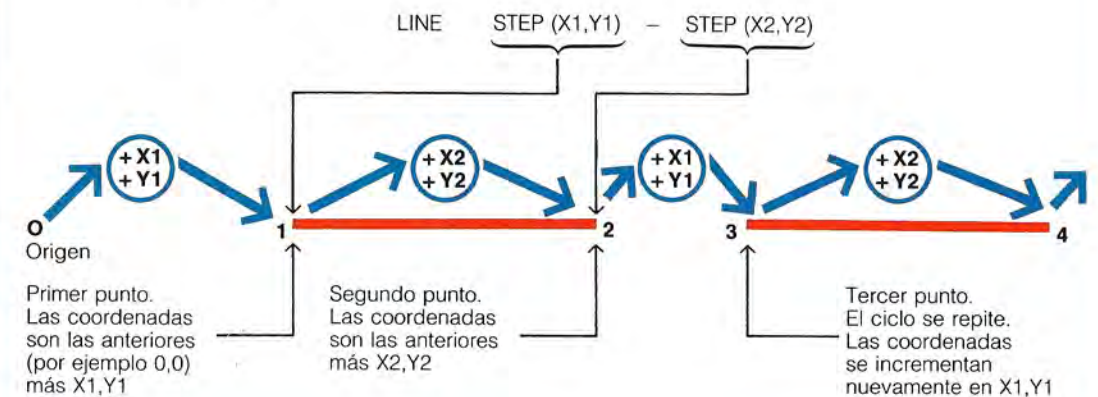 LINE STEP (X1,Y1) – STEP (X2,Y2)
+ X1
+ Y1
+ X2
+ Y2
+ X1
+ Y1
+ X2
+ Y2
O
1
2
3
4
Origen
Primer punto.
Las coordenadas
son las anteriores
(por ejemplo 0,0)
más X1,Y1
Segundo punto.
Las coordenadas
son las anteriores
más X2,Y2
Tercer punto.
El ciclo se repite.
Las coordenadas
se incrementan
nuevamente en X1,Y1